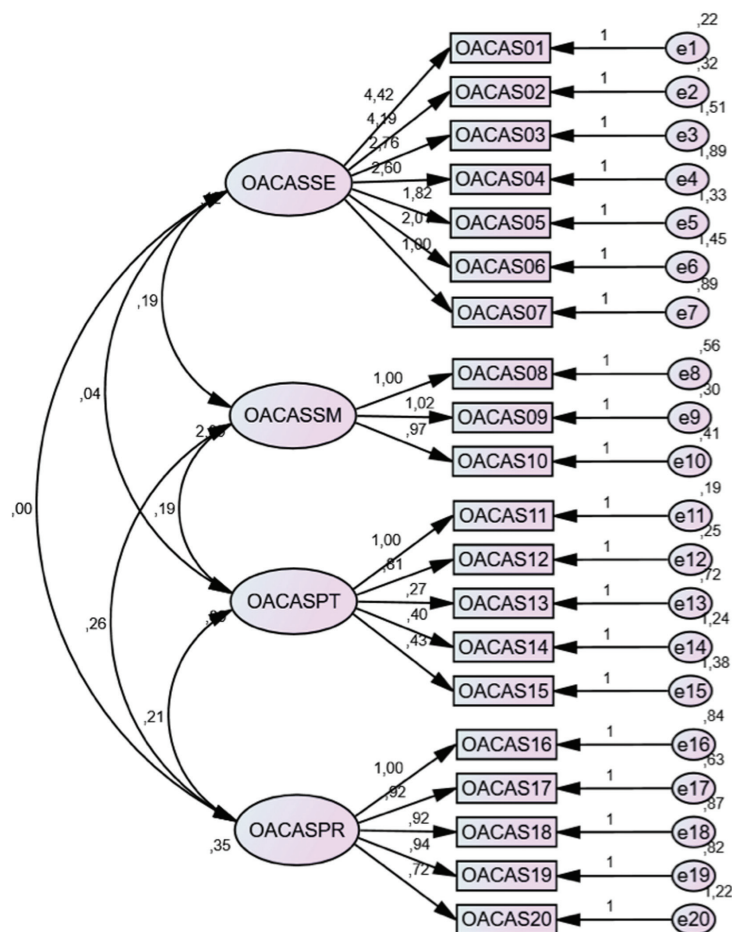 ,22
OACAS01 1 e1
,32
4,42 OACAS02 1 e2
1,51
4,19 OACAS03 1 e3
2,76
1,89
OACASSE 2,60 OACAS04 1 e4
1,33
1,82 OACAS05 1 e5
1,45
OACAS06 1 e6
1,00
,89
OACAS07 1 e7
,19
,56
1,00 OACAS08 1 e8
,04
,30
OACASSM 1,02 OACAS09 1 e9
,97
,41
OACAS10 1 e10
,19
,19
,00 1,00 OACAS11 1 e11
,25
,81 OACAS12 1 e12
,72
OACASPT ,27 OACAS13 1 e13
,40
1,24
,26 ,43 OACAS14 1 e14
1,38
OACAS15 1 e15
,21
,84
1,00 OACAS16 1 e16
,63
,92 OACAS17 1 e17
,87
OACASPR ,92 OACAS18 1 e18
,35 ,94
,82
,72 OACAS19 1 e19
1,22
OACAS20 1 e20